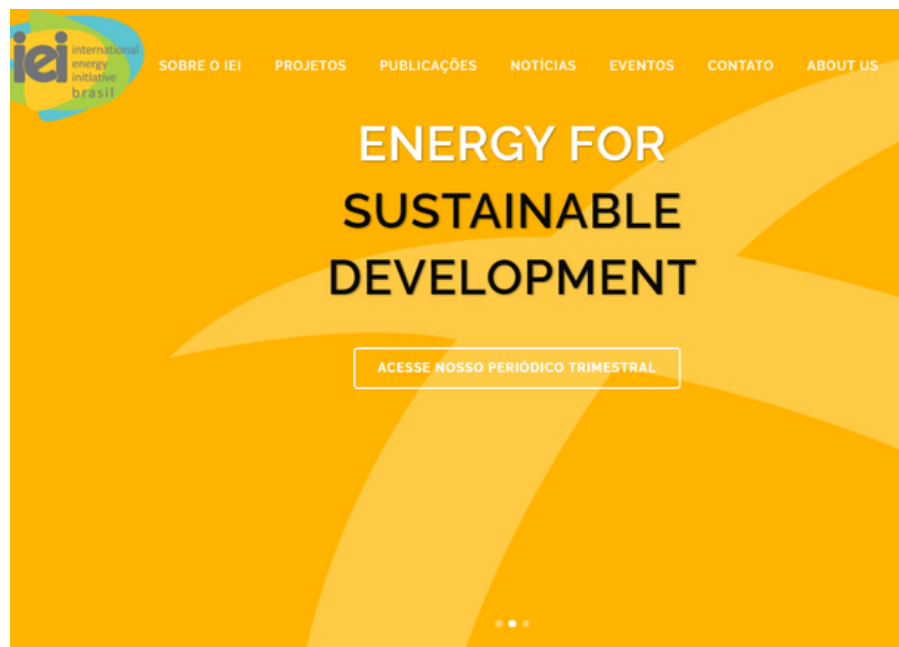 iei
international
energy
initiative
brasil
SOBRE O IEI PROJETOS PUBLICAÇÕES NOTÍCIAS EVENTOS CONTATO ABOUT US
ENERGY FOR
SUSTAINABLE
DEVELOPMENT
ACESSE NOSSO PERIÓDICO TRIMESTRAL